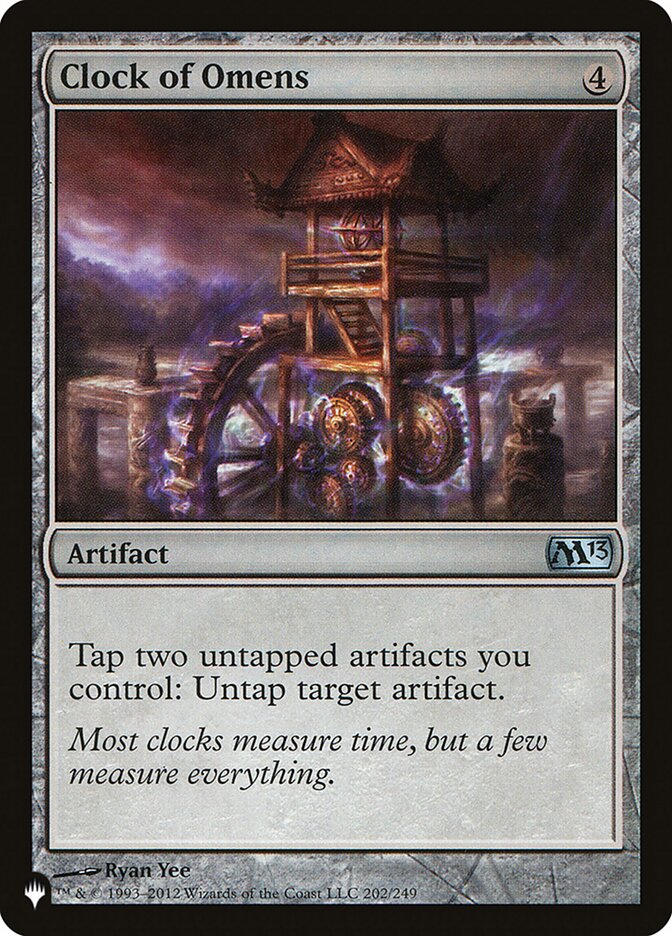 Clock of Omens
4
Artifact
M13
Tap two untapped artifacts you
control: Untap target artifact.
Most clocks measure time, but a few
measure everything.
Ryan Yee
™ & © 1993–2012 Wizards of the Coast LLC 202/249